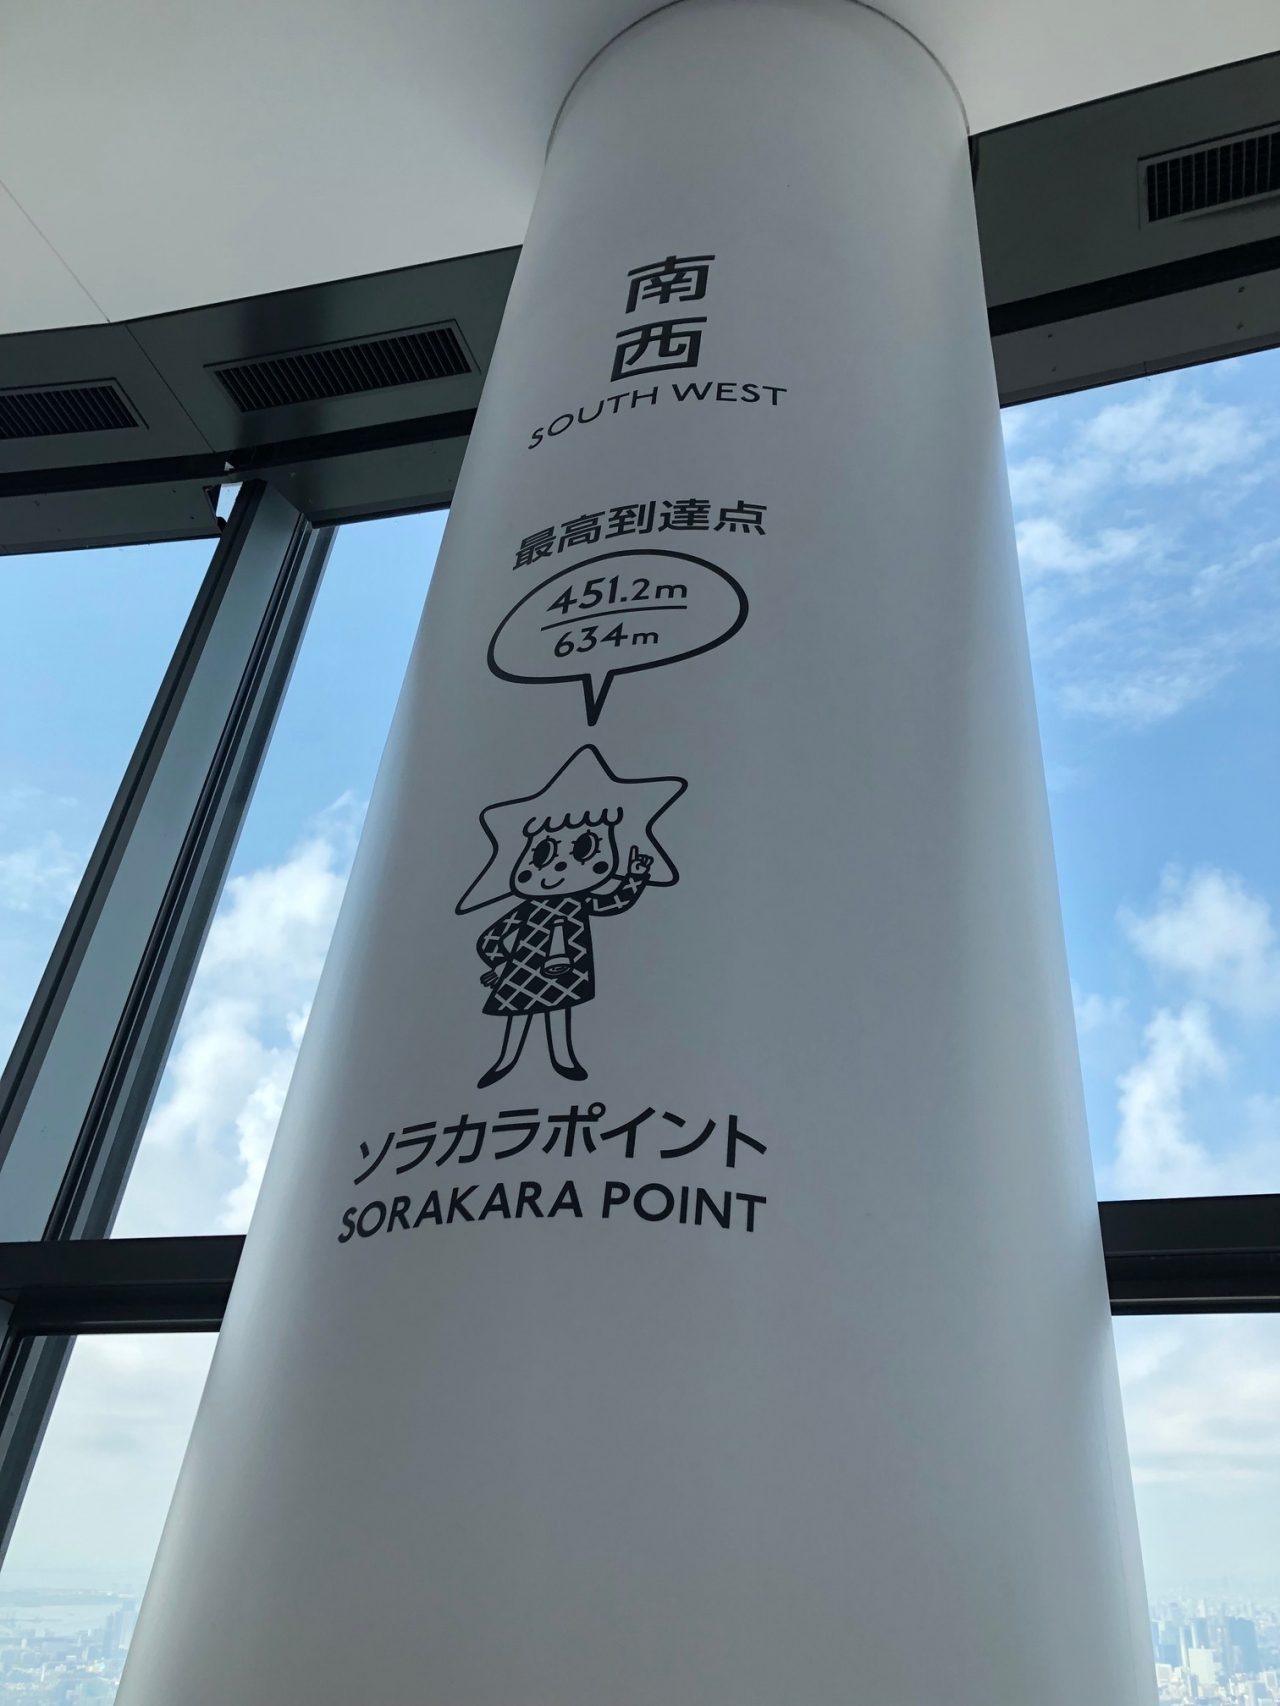 南
西
SOUTH WEST
最高到達点
451.2m
634m
ソラカラポイント
SORAKARA POINT